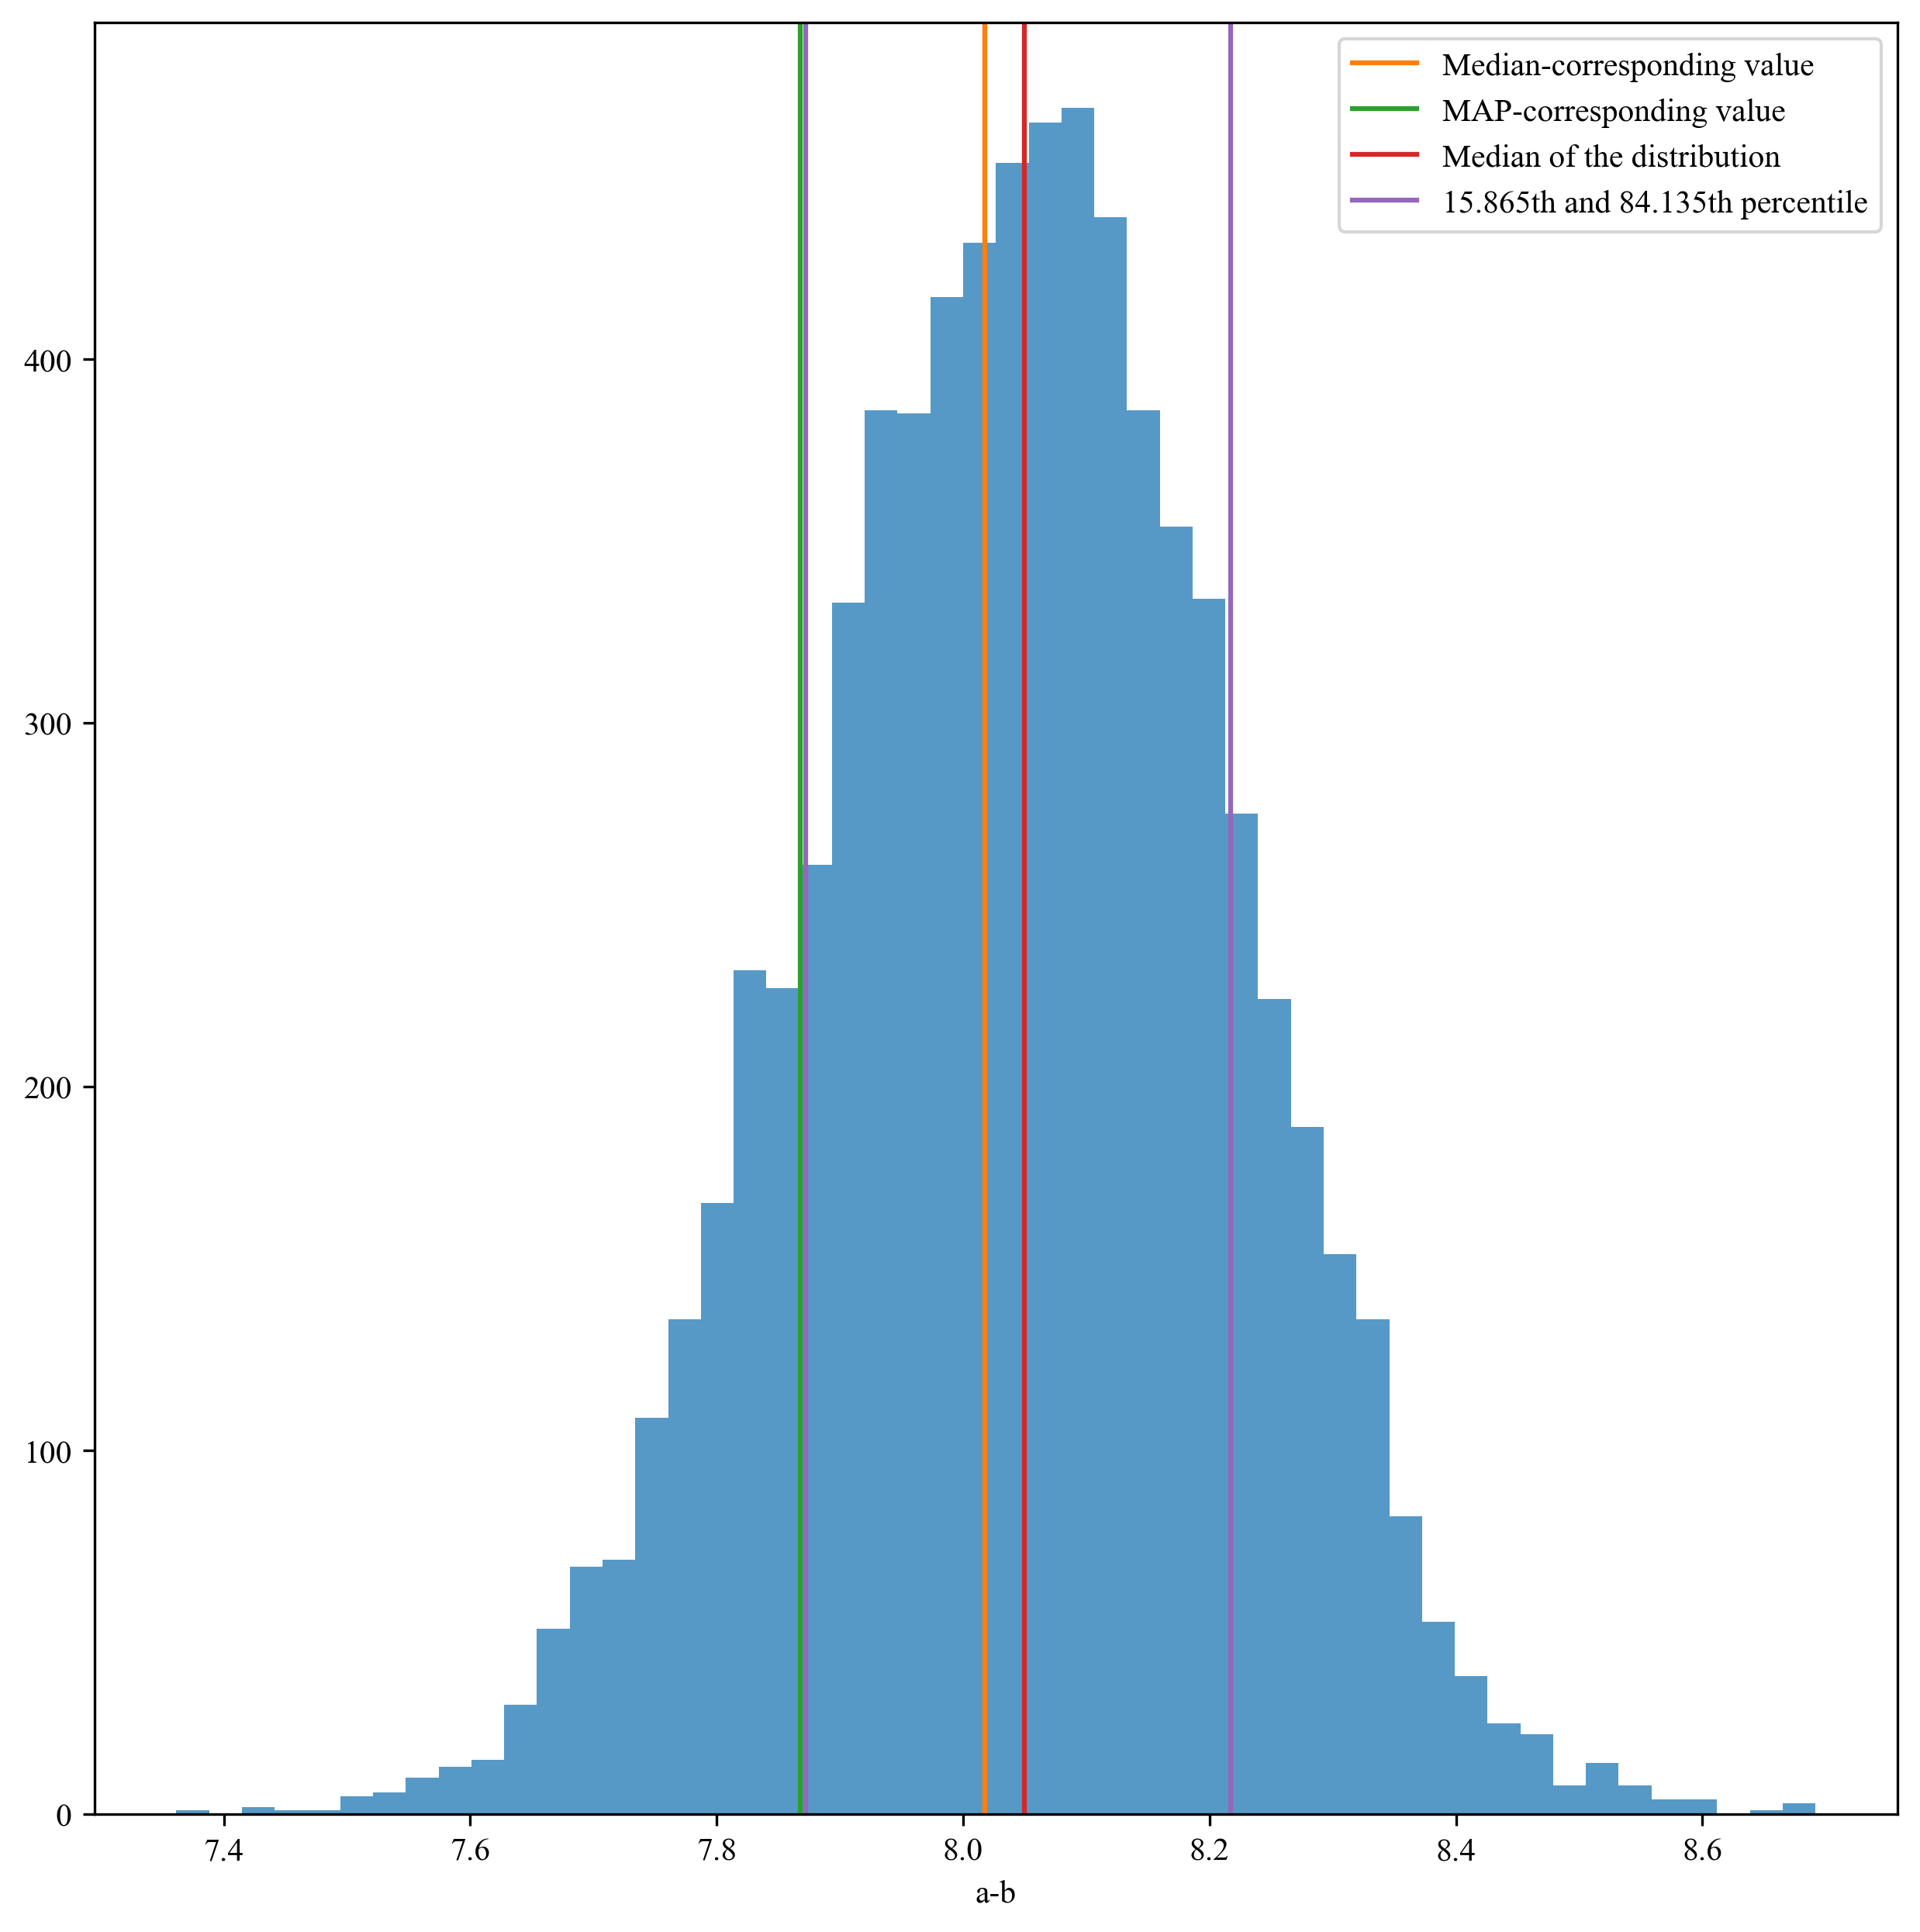 Median-corresponding value
MAP-corresponding value
Median of the distribution
15.865th and 84.135th percentile
400
300
200
100
0
7.4 7.6 7.8 8.0 8.2 8.4 8.6
a-b